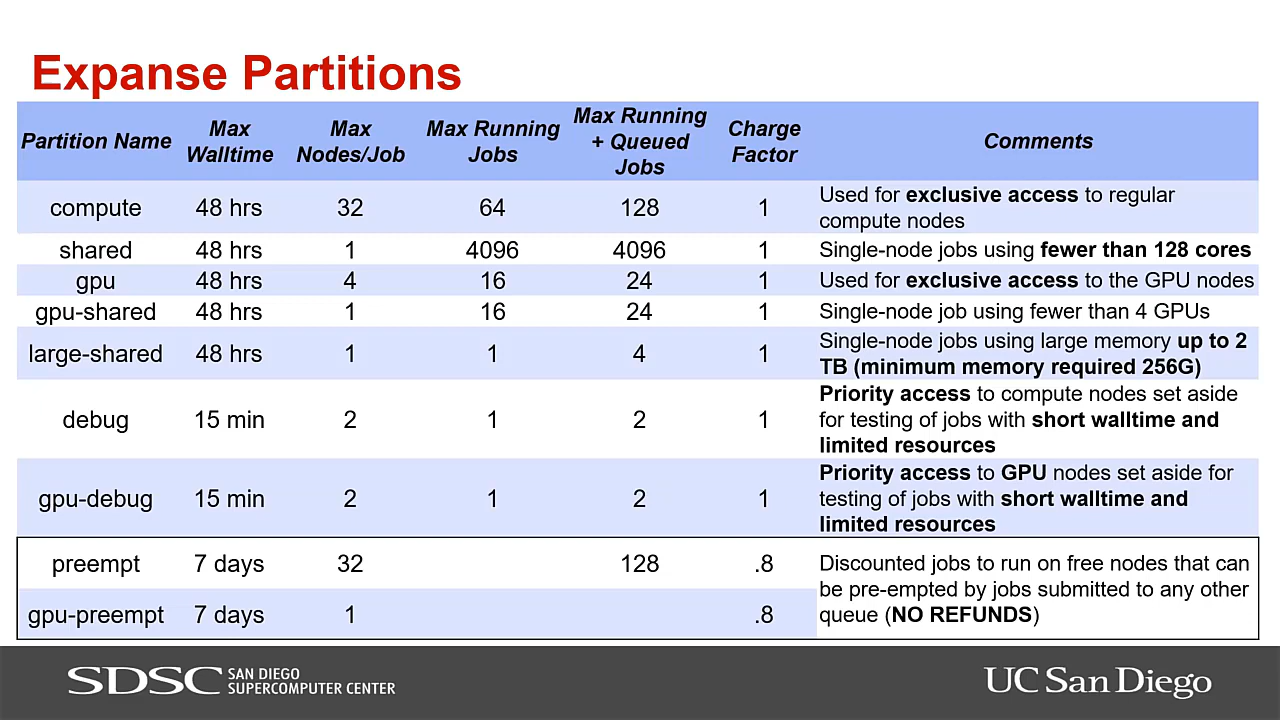 Expanse Partitions
Partition Name Max Walltime Max Nodes/Job Max Running Jobs Max Running + Queued Jobs Charge Factor Comments
compute 48 hrs 32 64 128 1 Used for exclusive access to regular compute nodes
shared 48 hrs 1 4096 4096 1 Single-node jobs using fewer than 128 cores
gpu 48 hrs 4 16 24 1 Used for exclusive access to the GPU nodes
gpu-shared 48 hrs 1 16 24 1 Single-node job using fewer than 4 GPUs
large-shared 48 hrs 1 1 4 1 Single-node jobs using large memory up to 2 TB (minimum memory required 256G)
debug 15 min 2 1 2 1 Priority access to compute nodes set aside for testing of jobs with short walltime and limited resources
gpu-debug 15 min 2 1 2 1 Priority access to GPU nodes set aside for testing of jobs with short walltime and limited resources
preempt 7 days 32 128 .8 Discounted jobs to run on free nodes that can be pre-empted by jobs submitted to any other queue (NO REFUNDS)
gpu-preempt 7 days 1 .8
SDSC SAN DIEGO SUPERCOMPUTER CENTER
UC San Diego